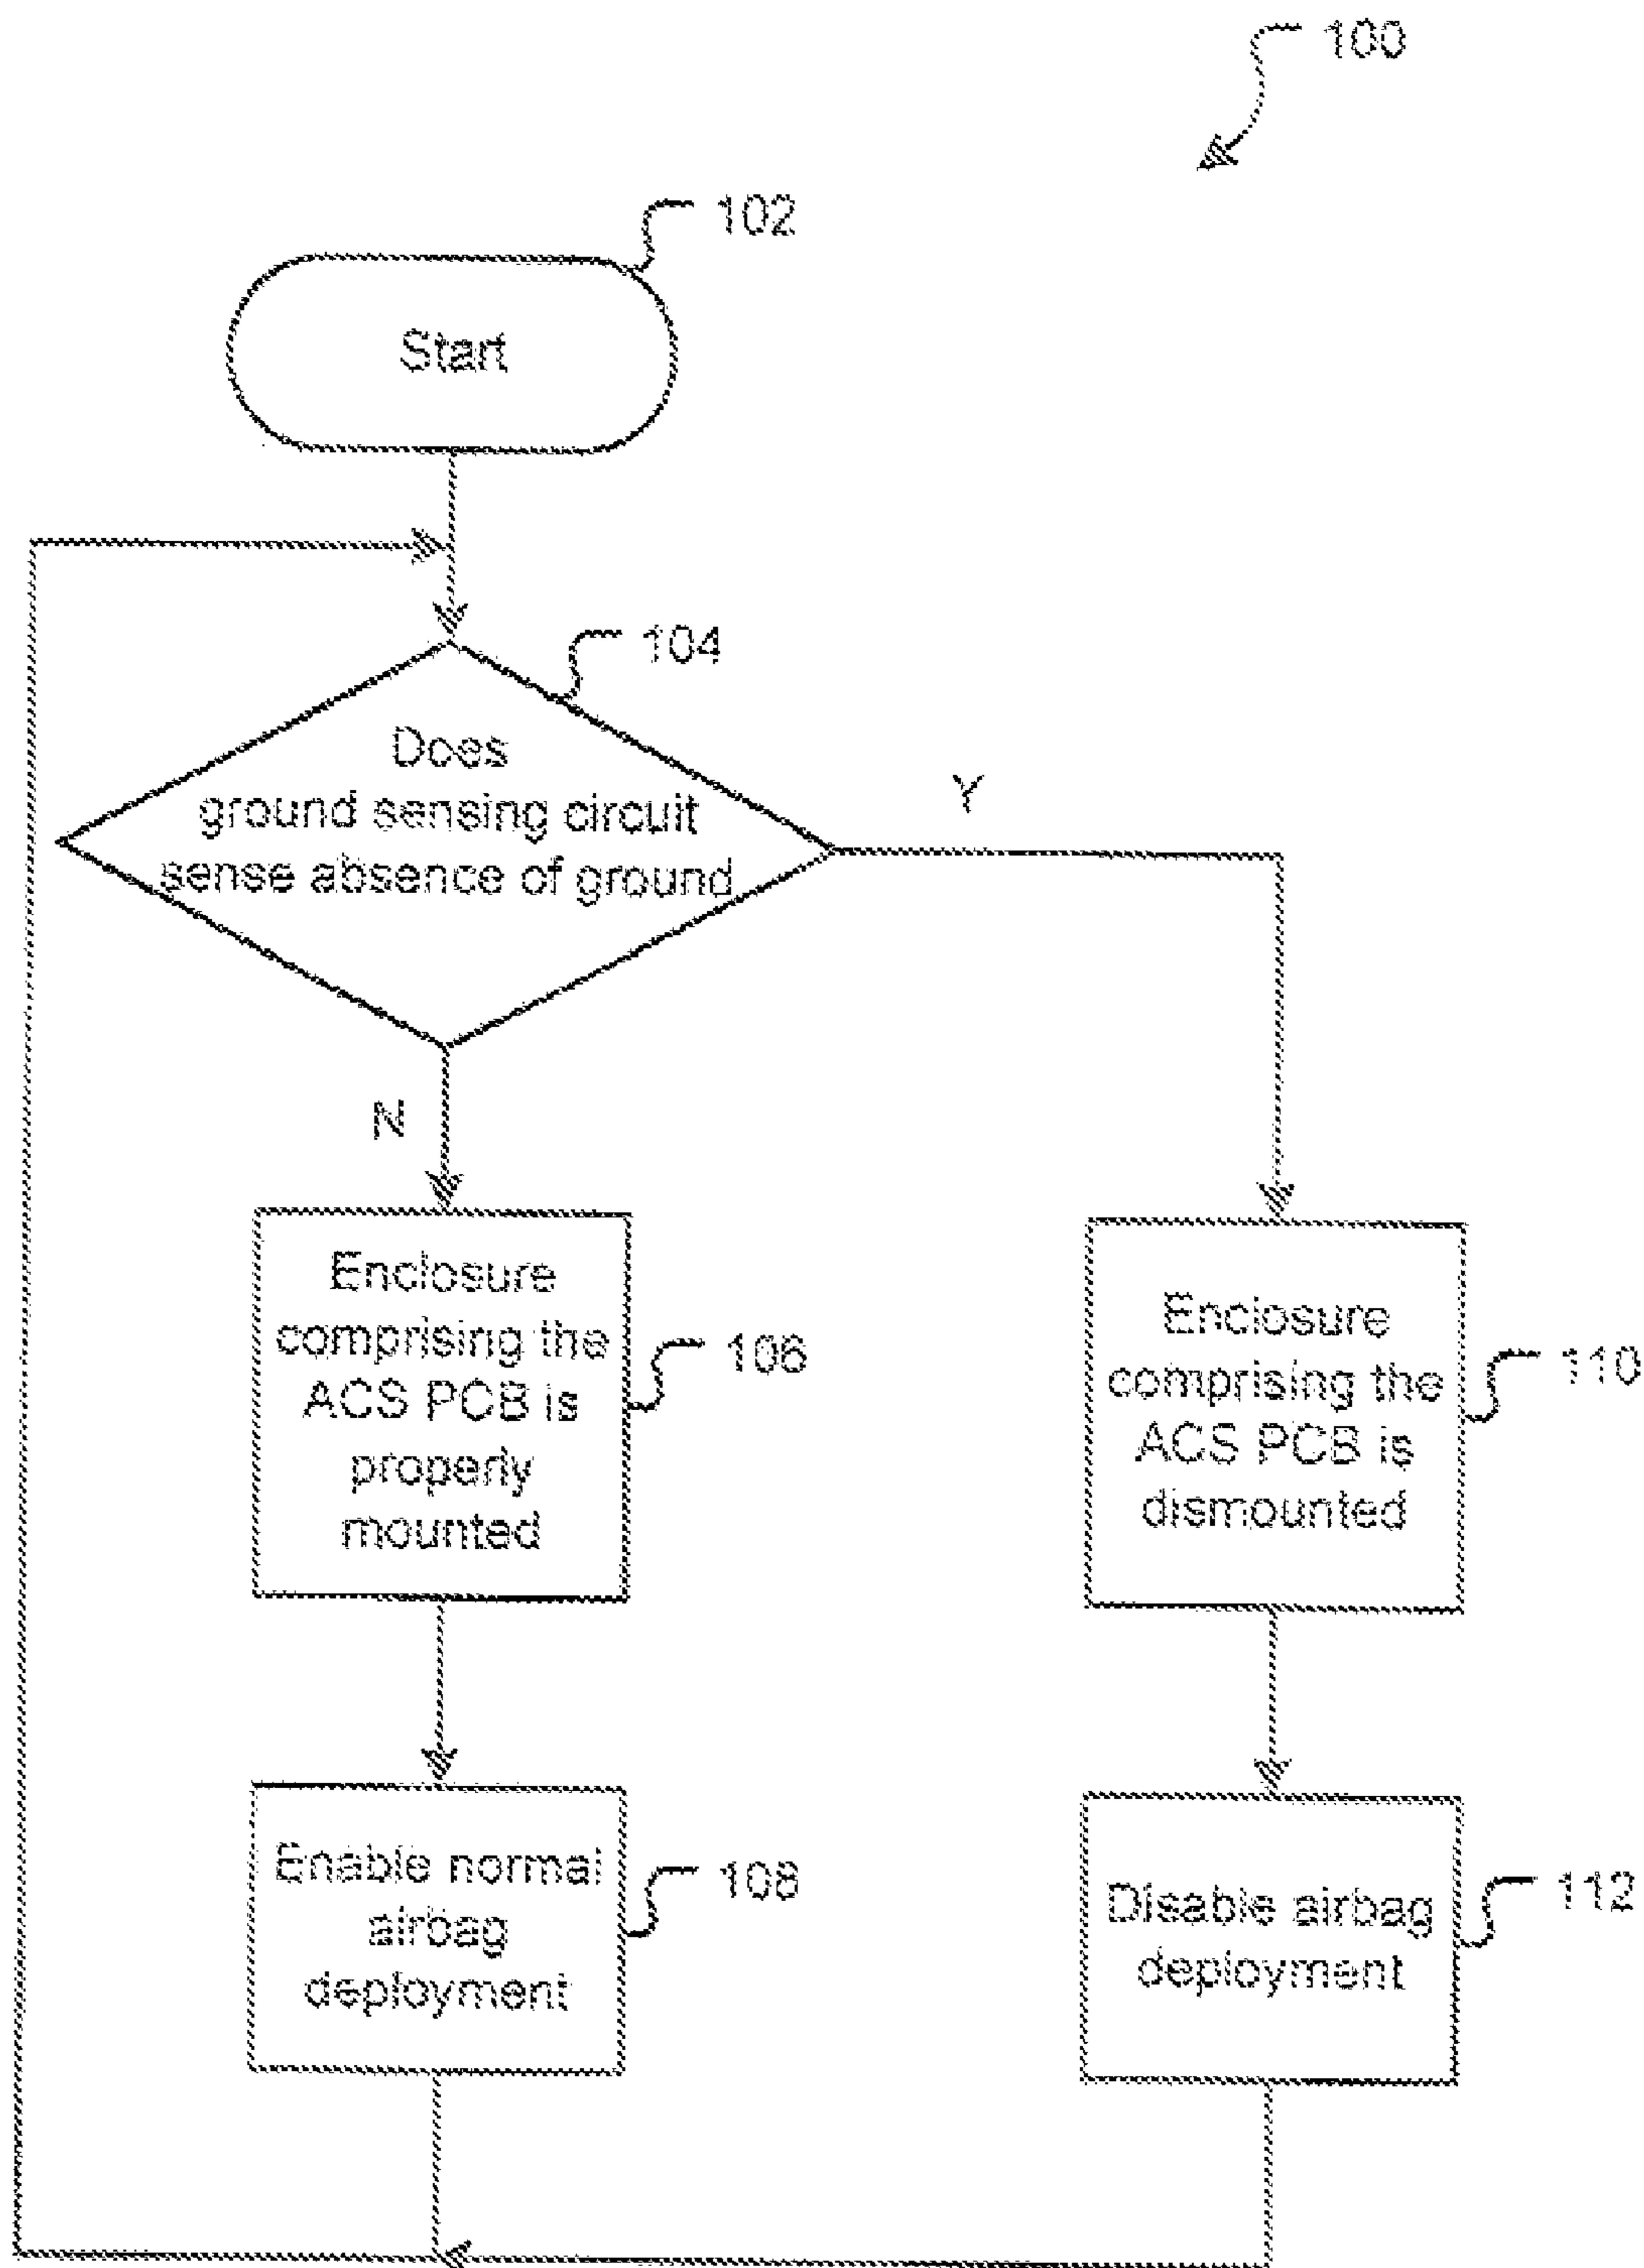 100
102
Start
104
Does
ground sensing circuit
sense absence of ground
Y
N
Enclosure
comprising the
ACS PCB is
properly
mounted
106
Enclosure
comprising the
ACS PCB is
dismounted
110
Enable normal
airbag
deployment
108
Disable airbag
deployment
112